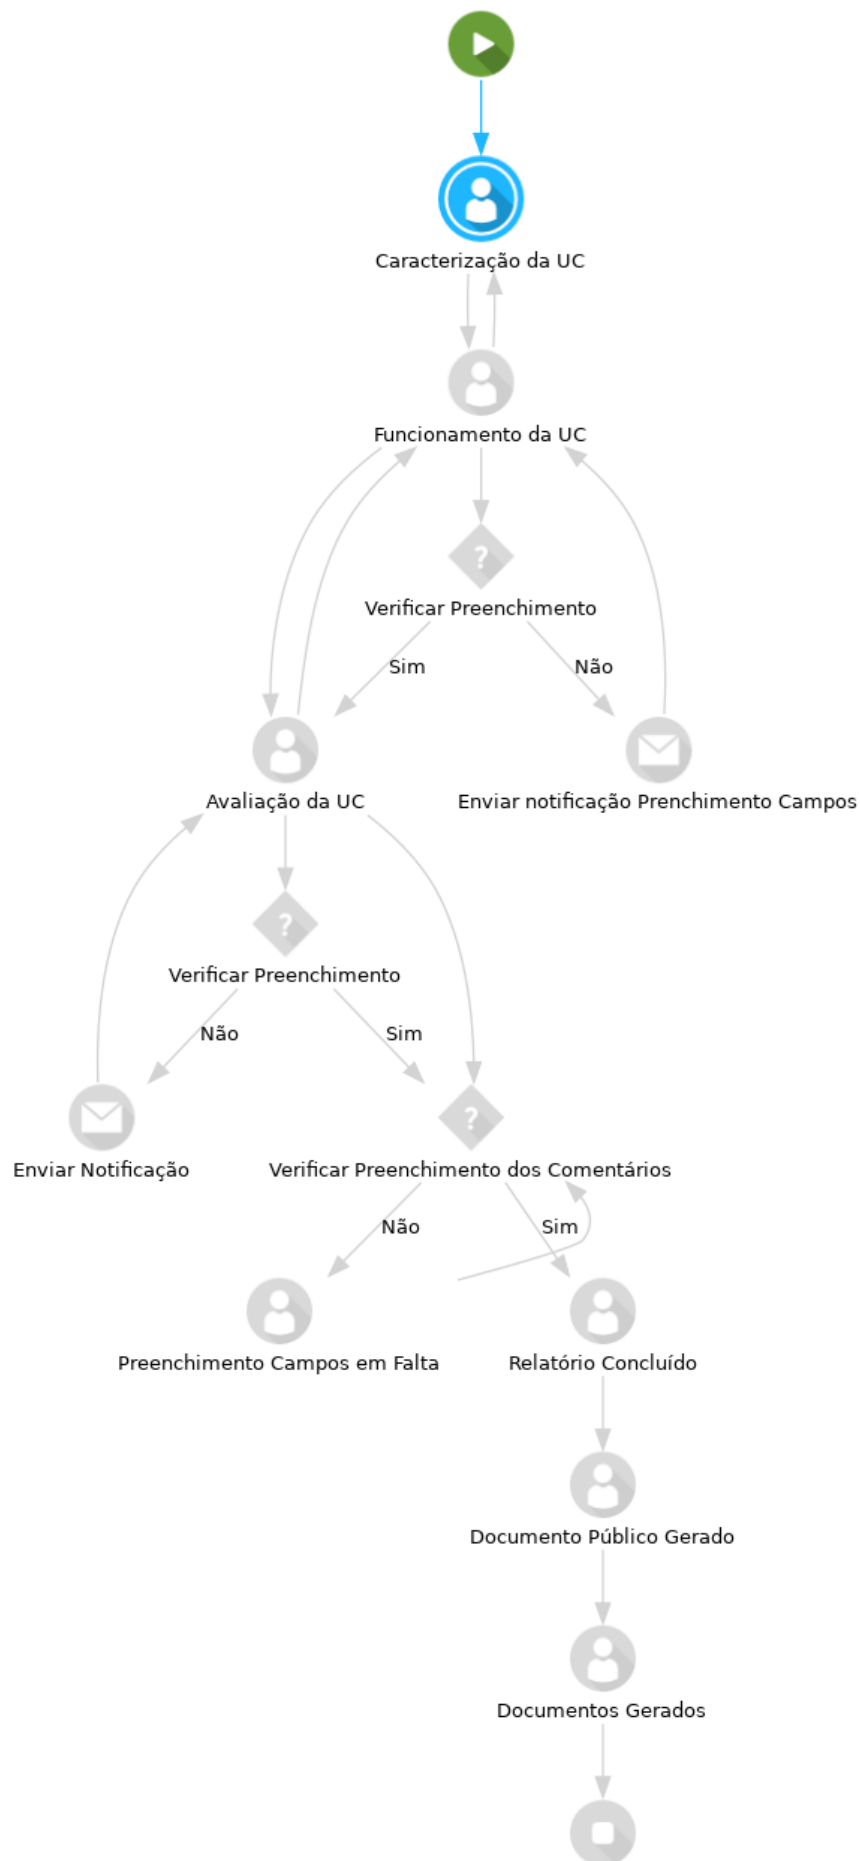 Caracterização da UC
Funcionamento da UC
?
Verificar Preenchimento
Sim
Não
Avaliação da UC
Enviar notificação Prenchimento Campos
?
Verificar Preenchimento
Não
Sim
?
Enviar Notificação
Verificar Preenchimento dos Comentários
Não
Sim
Preenchimento Campos em Falta
Relatório Concluído
Documento Público Gerado
Documentos Gerados